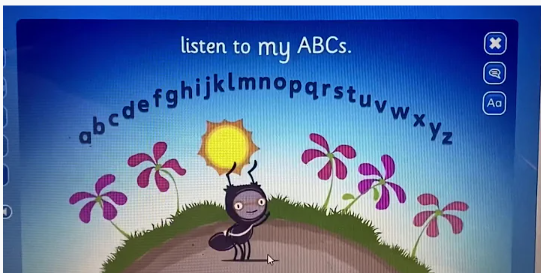 listen to my ABCs.
abcdefghijklmnopqrstuvwxyz
Aa